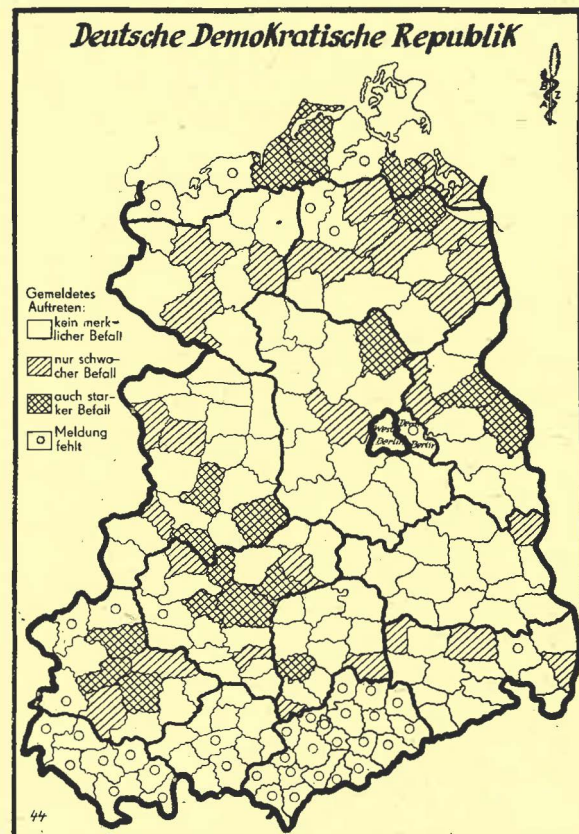 Deutsche Demokratische Republik
B
Z
A
Gemeldetes
Auftreten:
kein merk-
licher Befall
nur schwa-
cher Befall
auch star-
ker Befall
Meldung
fehlt
West
Berlin
Dem.
Berlin
44